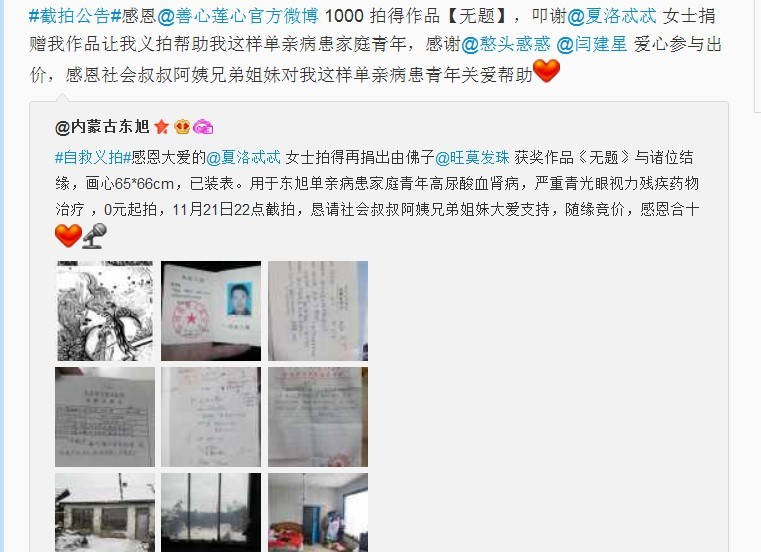 #截拍公告#感恩@善心莲心官方微博 1000 拍得作品【无题】，叩谢@夏洛忒忒 女士捐
赠我作品让我义拍帮助我这样单亲病患家庭青年，感谢@憨头惑惑 @闫建星 爱心参与出
价，感恩社会叔叔阿姨兄弟姐妹对我这样单亲病患青年关爱帮助
@内蒙古东旭
#自救义拍#感恩大爱的@夏洛忒忒 女士拍得再捐出由佛子@旺莫发珠 获奖作品《无题》与诸位结
缘，画心65*66cm，已装表。用于东旭单亲病患家庭青年高尿酸血肾病，严重青光眼视力残疾药物
治疗 ，0元起拍，11月21日22点截拍，恳请社会叔叔阿姨兄弟姐妹大爱支持，随缘竞价，感恩合十